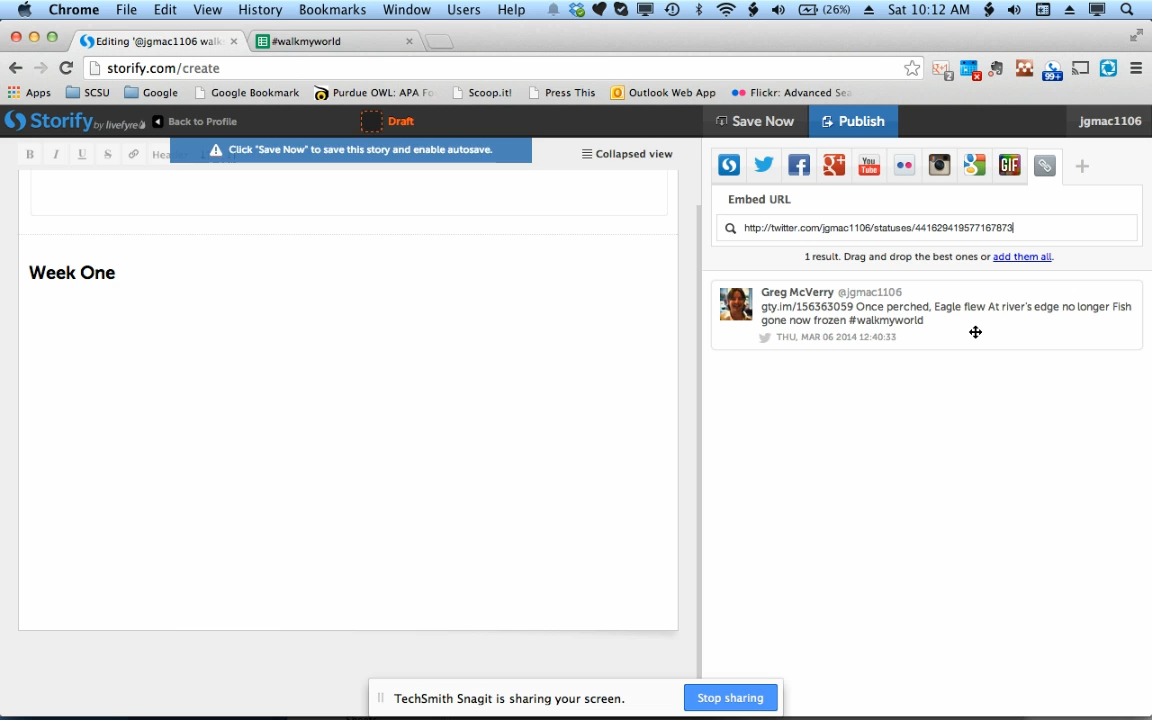 Chrome File Edit View History Bookmarks Window Users Help (26%) Sat 10:12 AM
Editing '@jgmac1106 walk
#walkmyworld
storify.com/create
2
99+
Apps SCSU Google Google Bookmark Purdue OWL: APA Fo Scoop.it! Press This Outlook Web App Flickr: Advanced Sea
Storify by livefyre Back to Profile Draft Save Now Publish jgmac1106
B I U S Hea
Click "Save Now" to save this story and enable autosave.
Collapsed view
You Tube GIF
Embed URL
http://twitter.com/jgmac1106/statuses/441629419577167873
1 result. Drag and drop the best ones or add them all.
Week One
Greg McVerry @jgmac1106
gty.im/156363059 Once perched, Eagle flew At river's edge no longer Fish
gone now frozen #walkmyworld
THU, MAR 06 2014 12:40:33
TechSmith Snagit is sharing your screen. Stop sharing